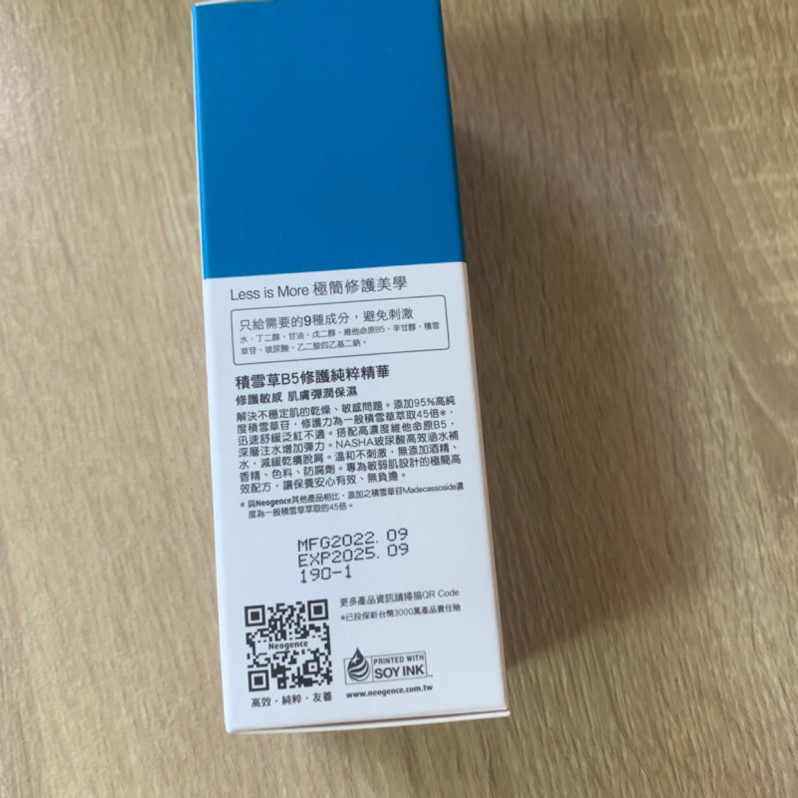 Less is More 極簡修護美學
只給需要的9種成分，避免刺激
水、丁二醇、甘油、戊二醇、維他命原B5、辛甘醇、積雪
草苷、玻尿酸、乙二胺四乙基二鈉。
積雪草B5修護純粹精華
修護敏感 肌膚彈潤保濕
解決不穩定肌的乾燥、敏感問題。添加95%高純
度積雪草苷，修護力為一般積雪草萃取45倍*，
迅速舒緩泛紅不適。搭配高濃度維他命原B5，
深層注水增加彈力。NASHA玻尿酸高效涵水補
水，減緩乾癢脫屑。溫和不刺激，無添加酒精、
香精、色料、防腐劑。專為敏弱肌設計的極簡高
效配方，讓保養安心有效、無負擔。
* 與Neogence其他產品相比，添加之積雪草苷Madecassoside濃
度為一般積雪草萃取的45倍。
MFG2022. 09
EXP2025. 09
190-1
更多產品資訊請掃描QR Code
*已投保新台幣3000萬產品責任險
Neogence
PRINTED WITH
SOY INK™
高效・純粹・友善
www.neogence.com.tw